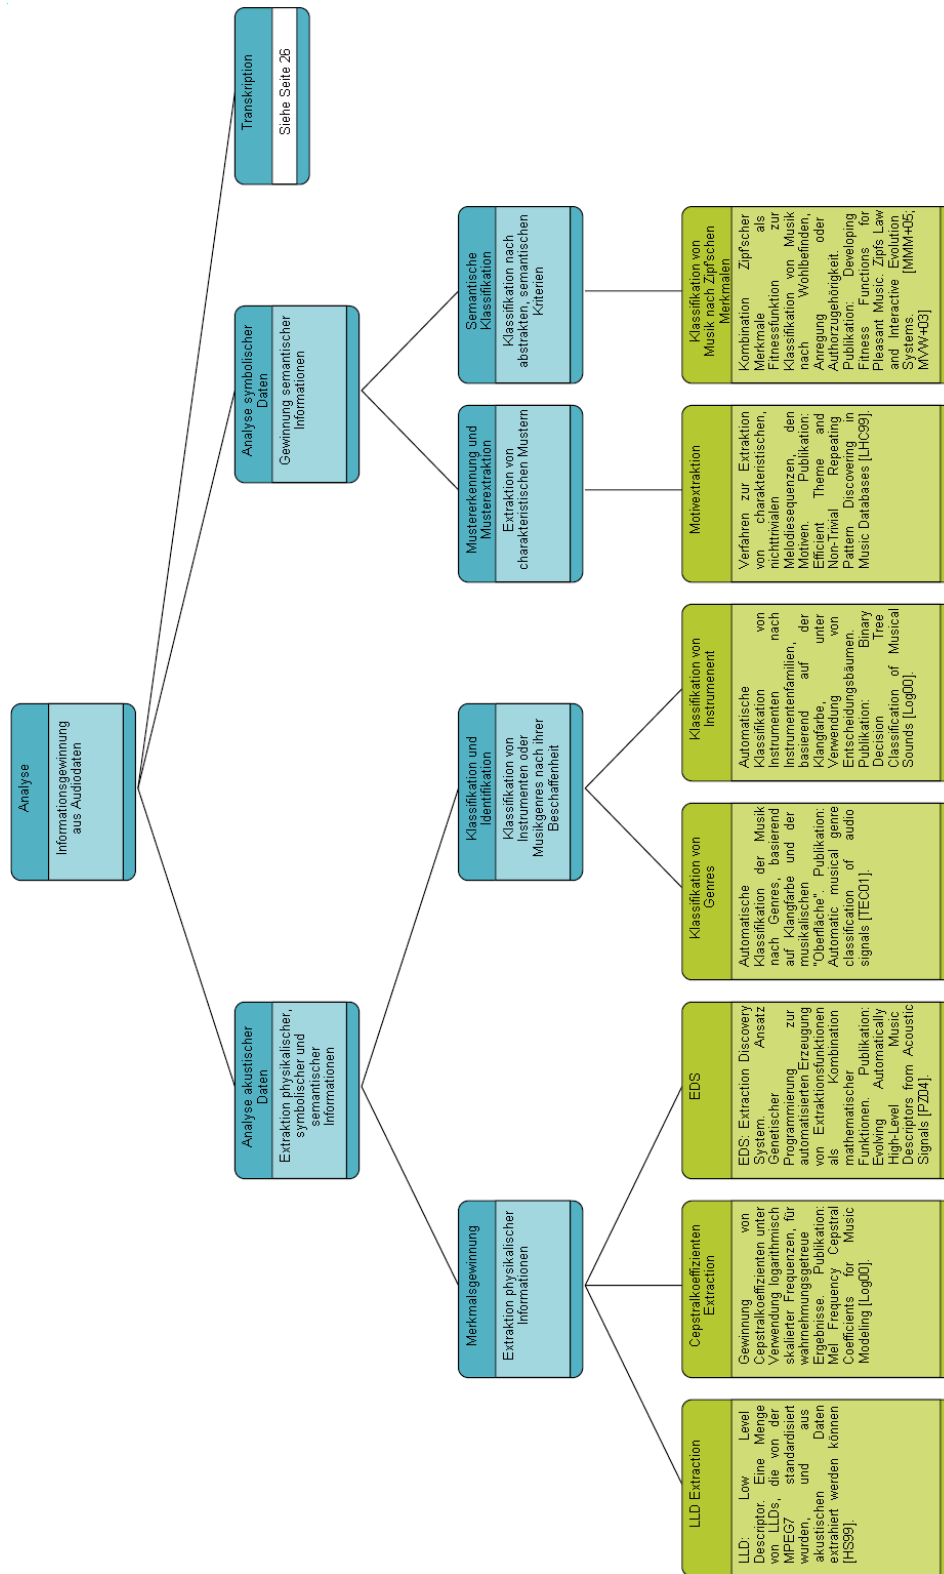 Analyse
Informationsgewinnung
aus Audiodaten
Analyse akustischer
Daten
Extraktion physikalischer,
symbolischer und
semantischer
Informationen
Analyse symbolischer
Daten
Gewinnung semantischer
Informationen
Transkription
Siehe Seite 26
Merkmalsgewinnung
Extraktion physikalischer
Informationen
Klassifikation und
Identifikation
Klassifikation von
Instrumenten oder
Musikgenres nach ihrer
Beschaffenheit
Mustererkennung und
Musterextraktion
Extraktion von
charakteristischen Mustern
Semantische
Klassifikation
Klassifikation nach
abstrakten, semantischen
Kriterien
LLD Extraction
LLD: Low Level
Descriptor. Eine Menge
von LLDs, die von der
MPEG7 standardisiert
wurden, und aus
akustischen Daten
extrahiert werden können
[HS99].
Cepstralkoeffizienten
Extraction
Gewinnung von
Cepstralkoeffizienten unter
Verwendung logarithmisch
skalierter Frequenzen, für
wahrnehmungsgetreue
Ergebnisse. Publikation:
Mel Frequency Cepstral
Coefficients for Music
Modeling [Log00].
EDS
EDS: Extraction Discovery
System. Ansatz
Genetischer
Programmierung zur
automatisierten Erzeugung
von Extraktionsfunktionen
als Kombination
mathematischer
Funktionen. Publikation:
Evolving Automatically
High-Level Music
Descriptors from Acoustic
Signals [PZ04].
Klassifikation von
Genres
Automatische
Klassifikation der Musik
nach Genres, basierend
auf Klangfarbe und der
musikalischen
"Oberfläche". Publikation:
Automatic musical genre
classification of audio
signals [TEC01].
Klassifikation von
Instrumenent
Automatische
Klassifikation von
Instrumenten nach
Instrumentenfamilien,
basierend auf der
Klangfarbe, unter
Verwendung von
Entscheidungsbäumen.
Publikation: Binary
Decision Tree
Classification of Musical
Sounds [Log00].
Motivextraktion
Verfahren zur Extraktion
von charakteristischen,
nichttrivialen
Melodiesequenzen, den
Motiven. Publikation:
Efficient Theme and
Non-Trivial Repeating
Pattern Discovering in
Music Databases [LHC99].
Klassifikation von
Musik nach Zipf'schen
Merkmalen
Kombination Zipf'scher
Merkmale als
Fitnessfunktion zur
Klassifikation von Musik
nach Wohlbefinden,
Anregung oder
Authorzugehörigkeit.
Publikation: Developing
Fitness Functions for
Pleasant Music. Zipfs Law
and Interactive Evolution
Systems. [MMM+05;
MVW+03]